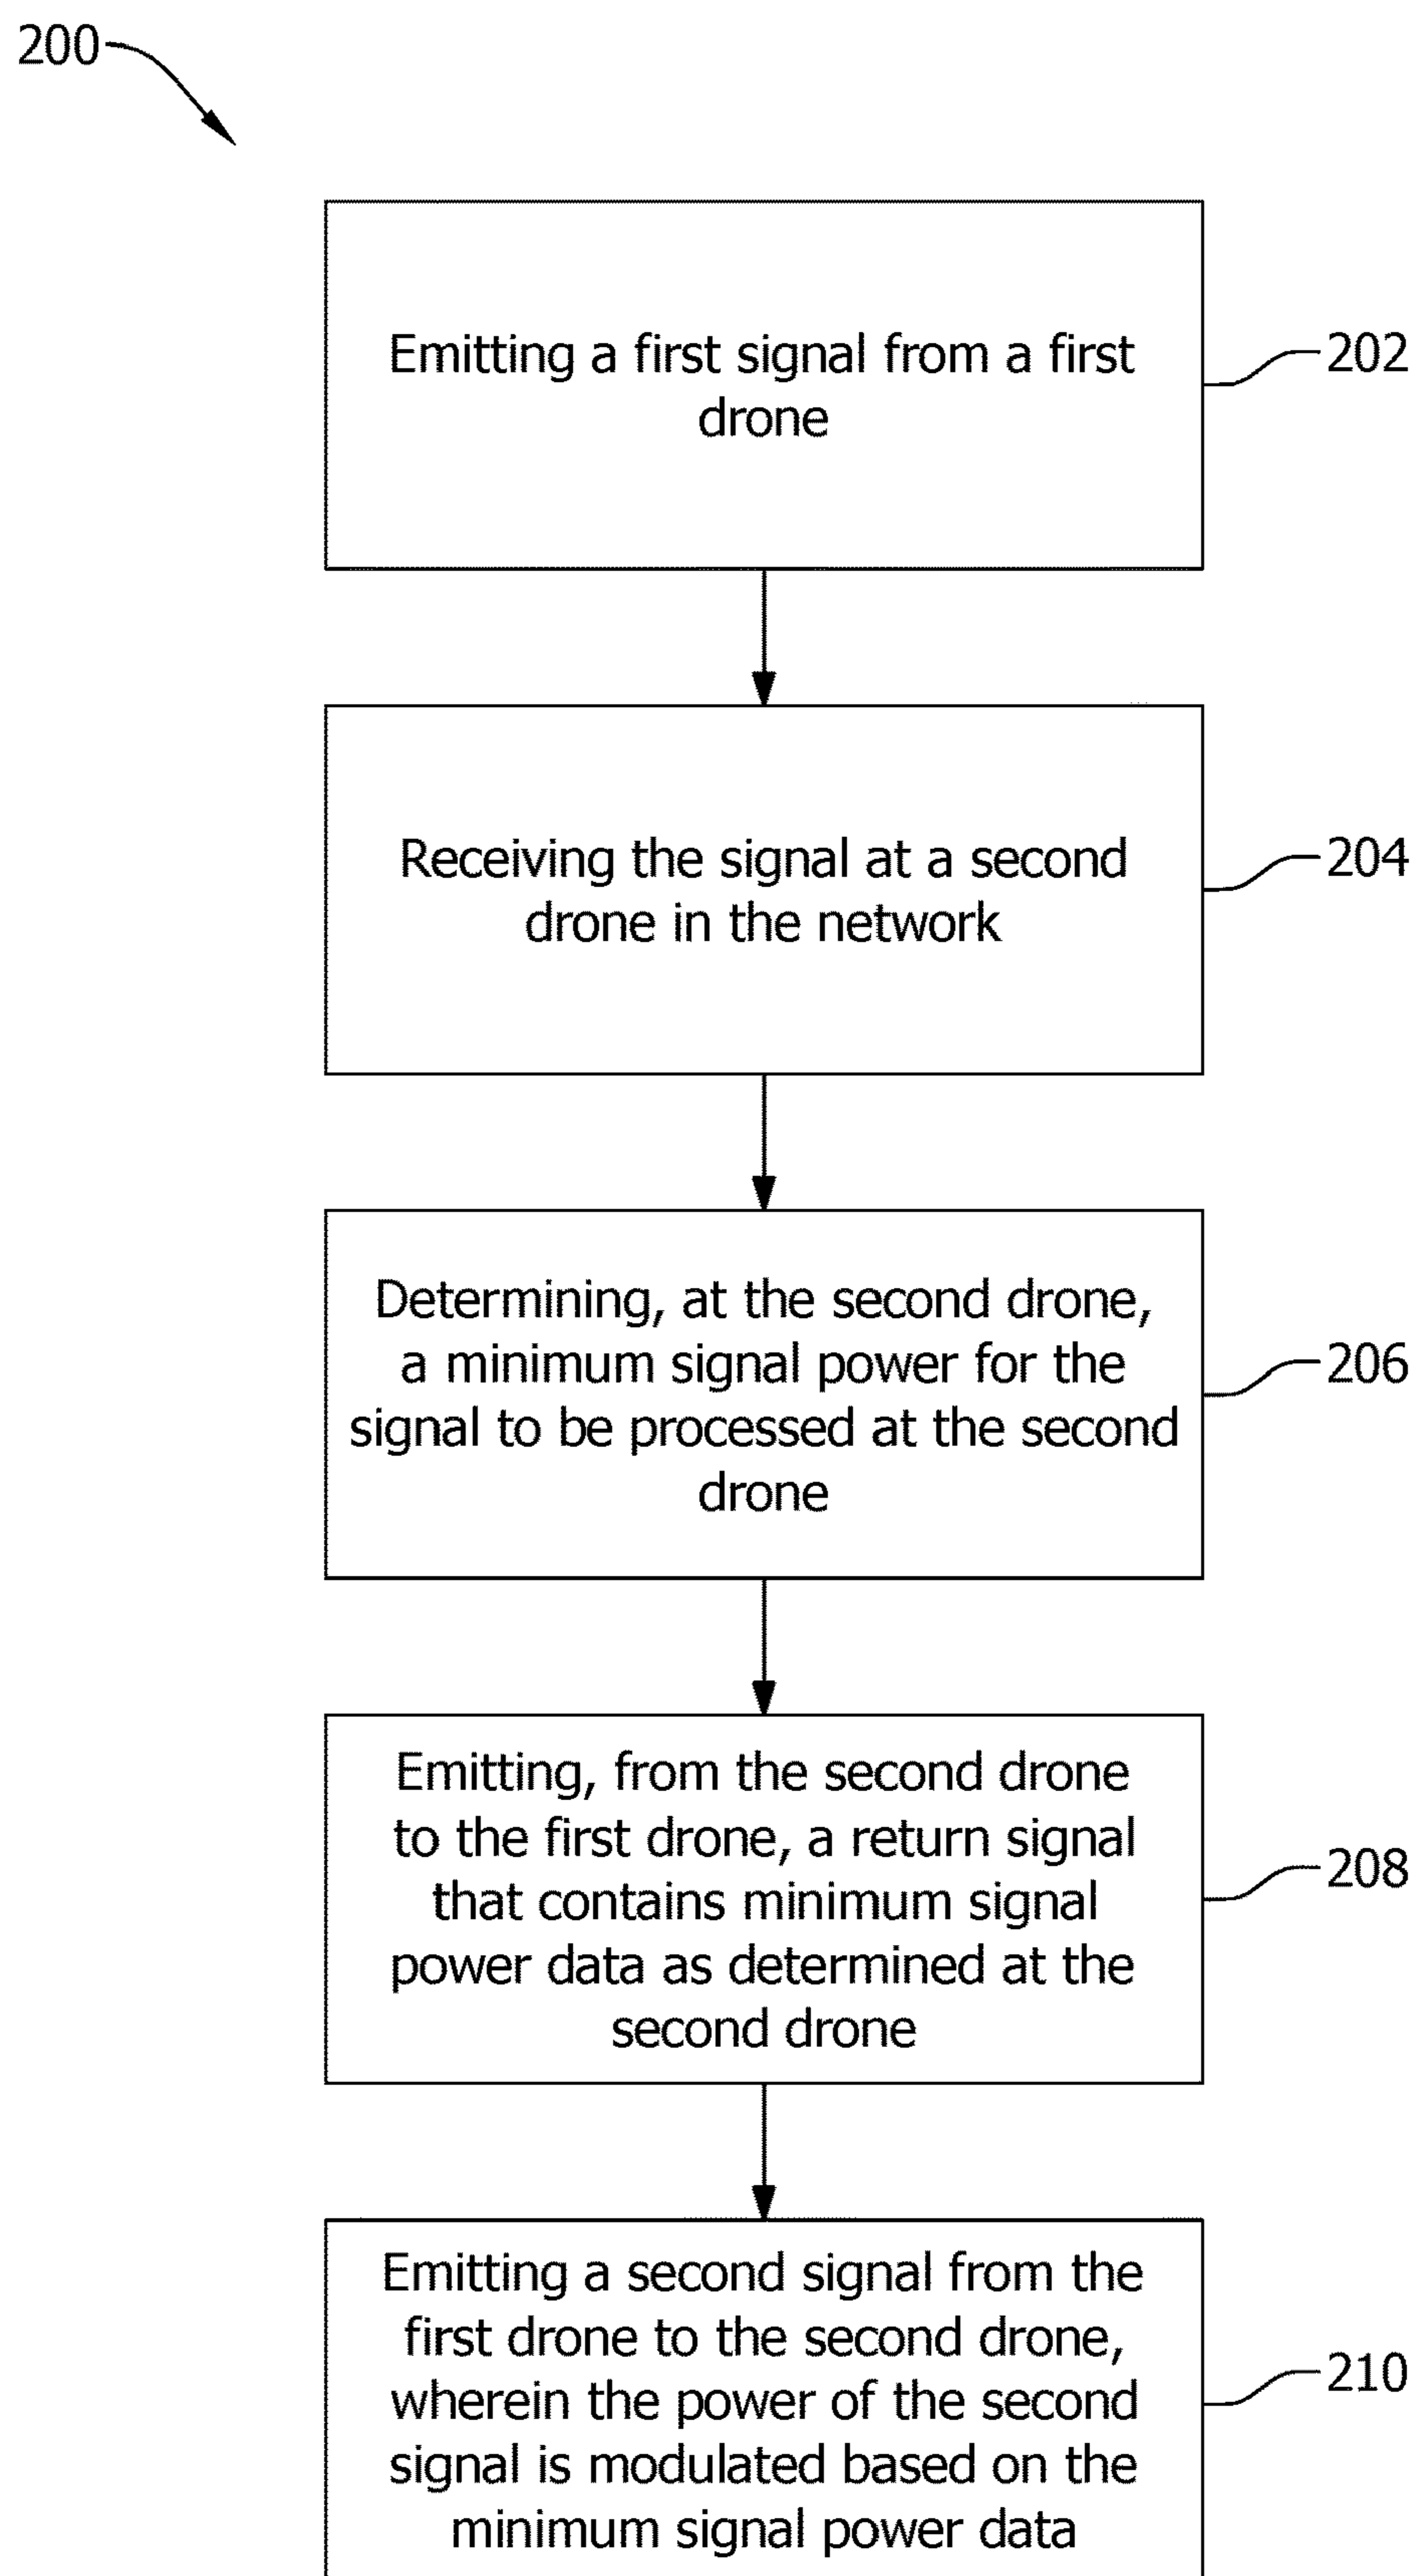 200
Emitting a first signal from a first
drone
202
Receiving the signal at a second
drone in the network
204
Determining, at the second drone,
a minimum signal power for the
signal to be processed at the second
drone
206
Emitting, from the second drone
to the first drone, a return signal
that contains minimum signal
power data as determined at the
second drone
208
Emitting a second signal from the
first drone to the second drone,
wherein the power of the second
signal is modulated based on the
minimum signal power data
210